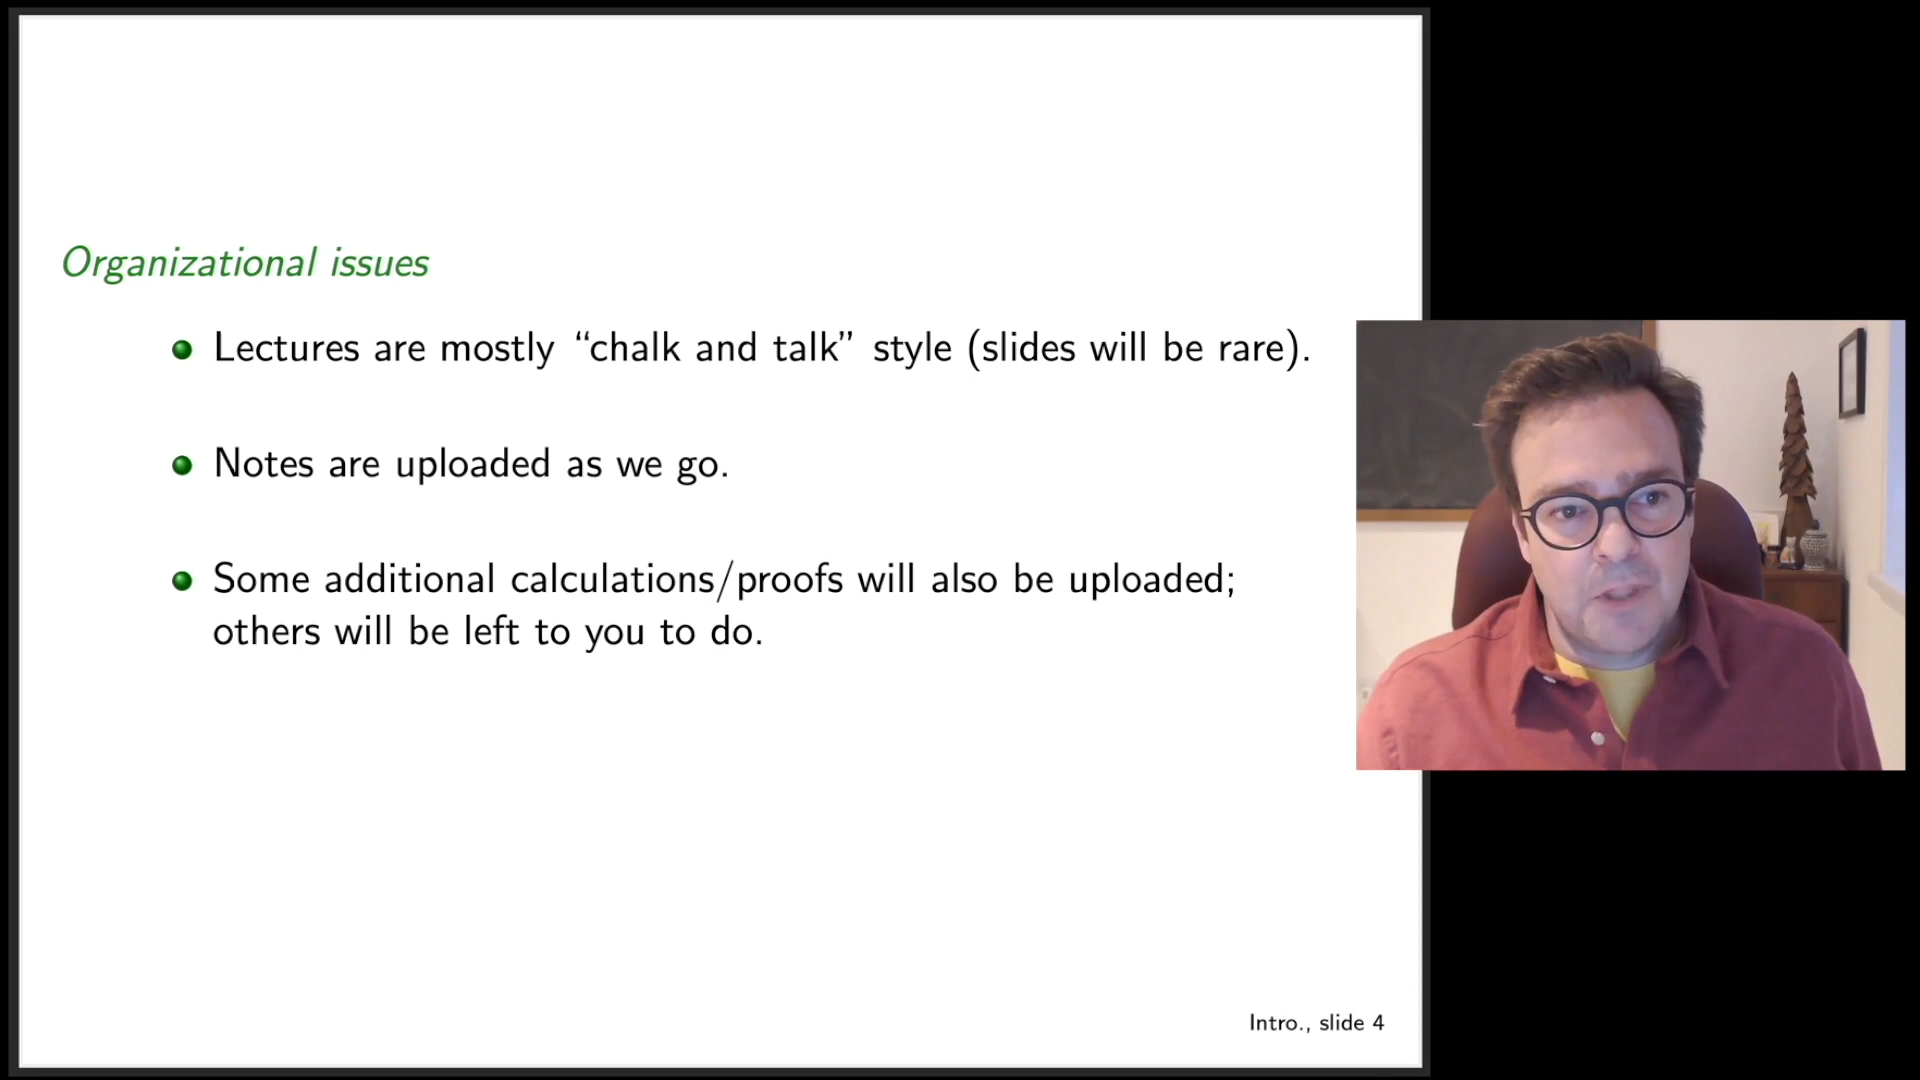 Organizational issues
Lectures are mostly “chalk and talk” style (slides will be rare).
Notes are uploaded as we go.
Some additional calculations/proofs will also be uploaded;
others will be left to you to do.
Intro., slide 4